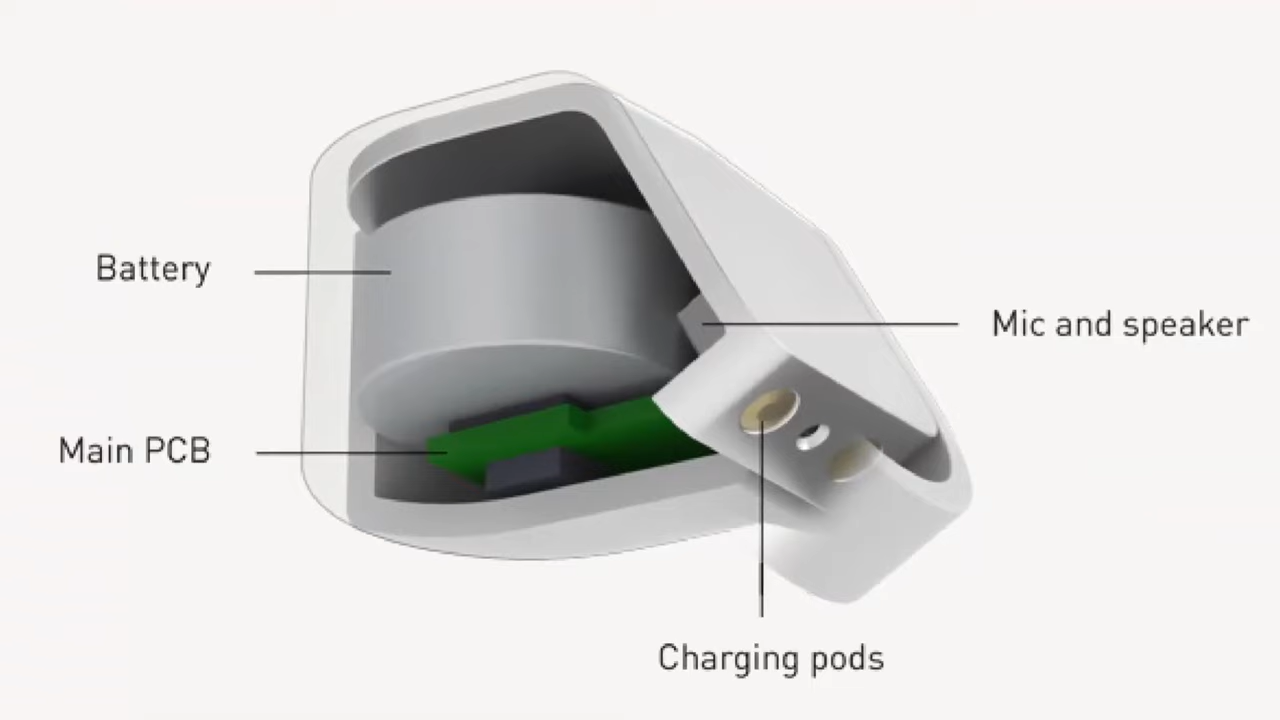 Battery
Mic and speaker
Main PCB
Charging pods